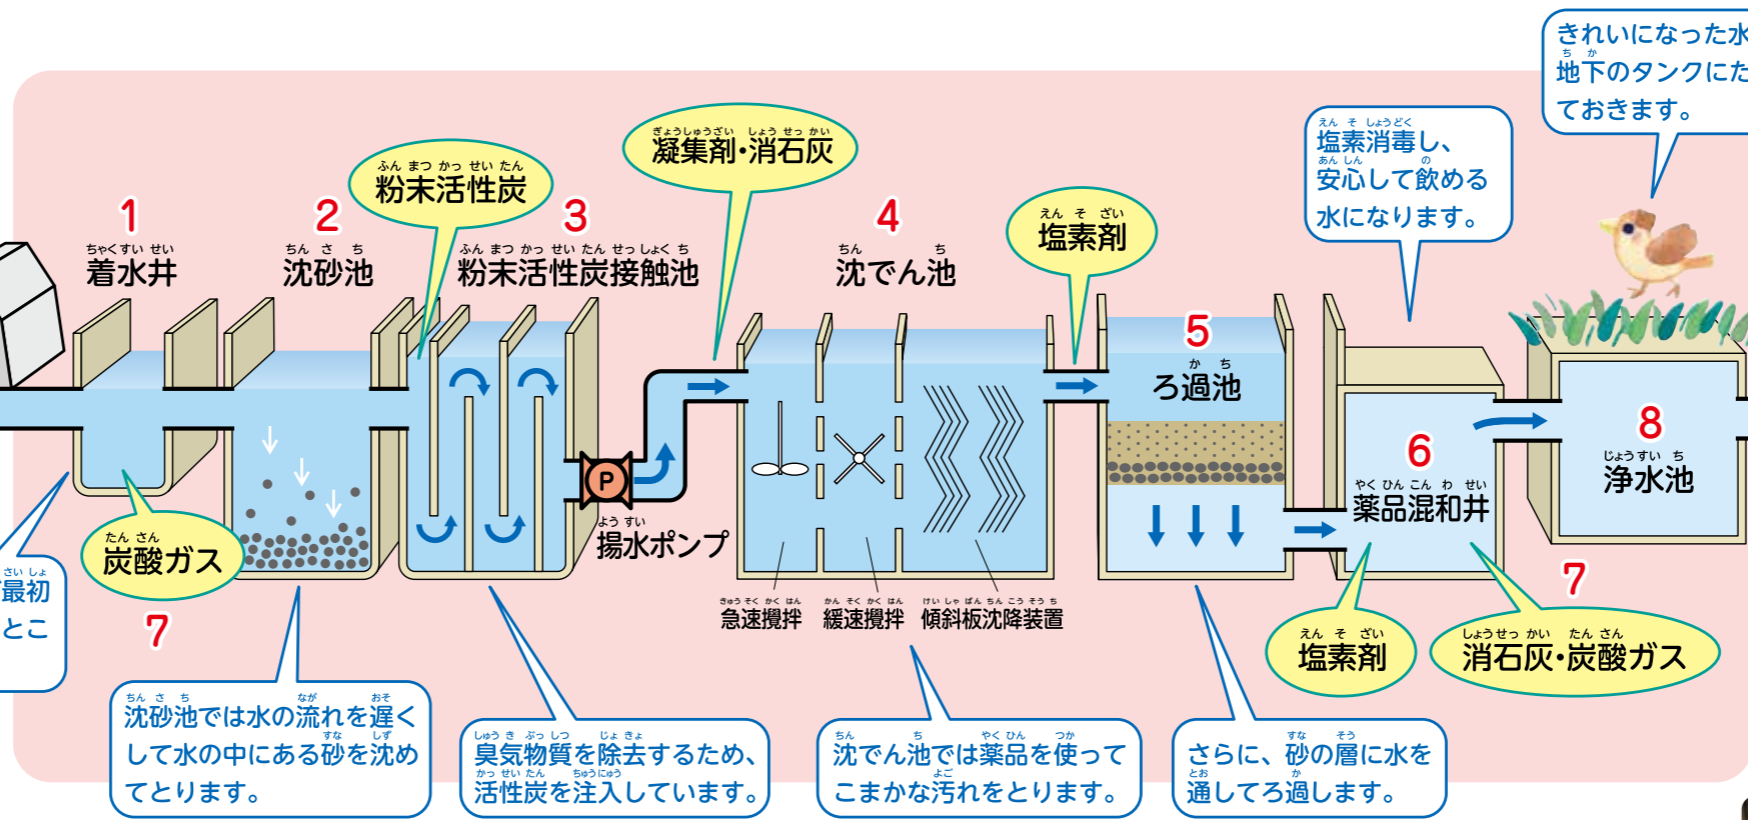 きれいになった水
地下のタンクにた
ておきます。
塩素消毒し、
安心して飲める
水になります。
凝集剤・消石灰
粉末活性炭
塩素剤
1
着水井
2
沈砂池
3
粉末活性炭接触池
4
沈でん池
5
ろ過池
6
薬品混和井
8
浄水池
P
揚水ポンプ
炭酸ガス
7
急速攪拌
緩速攪拌
傾斜板沈降装置
塩素剤
7
消石灰・炭酸ガス
最初
とこ
沈砂池では水の流れを遅く
して水の中にある砂を沈め
てとります。
臭気物質を除去するため、
活性炭を注入しています。
沈でん池では薬品を使って
こまかな汚れをとります。
さらに、砂の層に水を
通してろ過します。